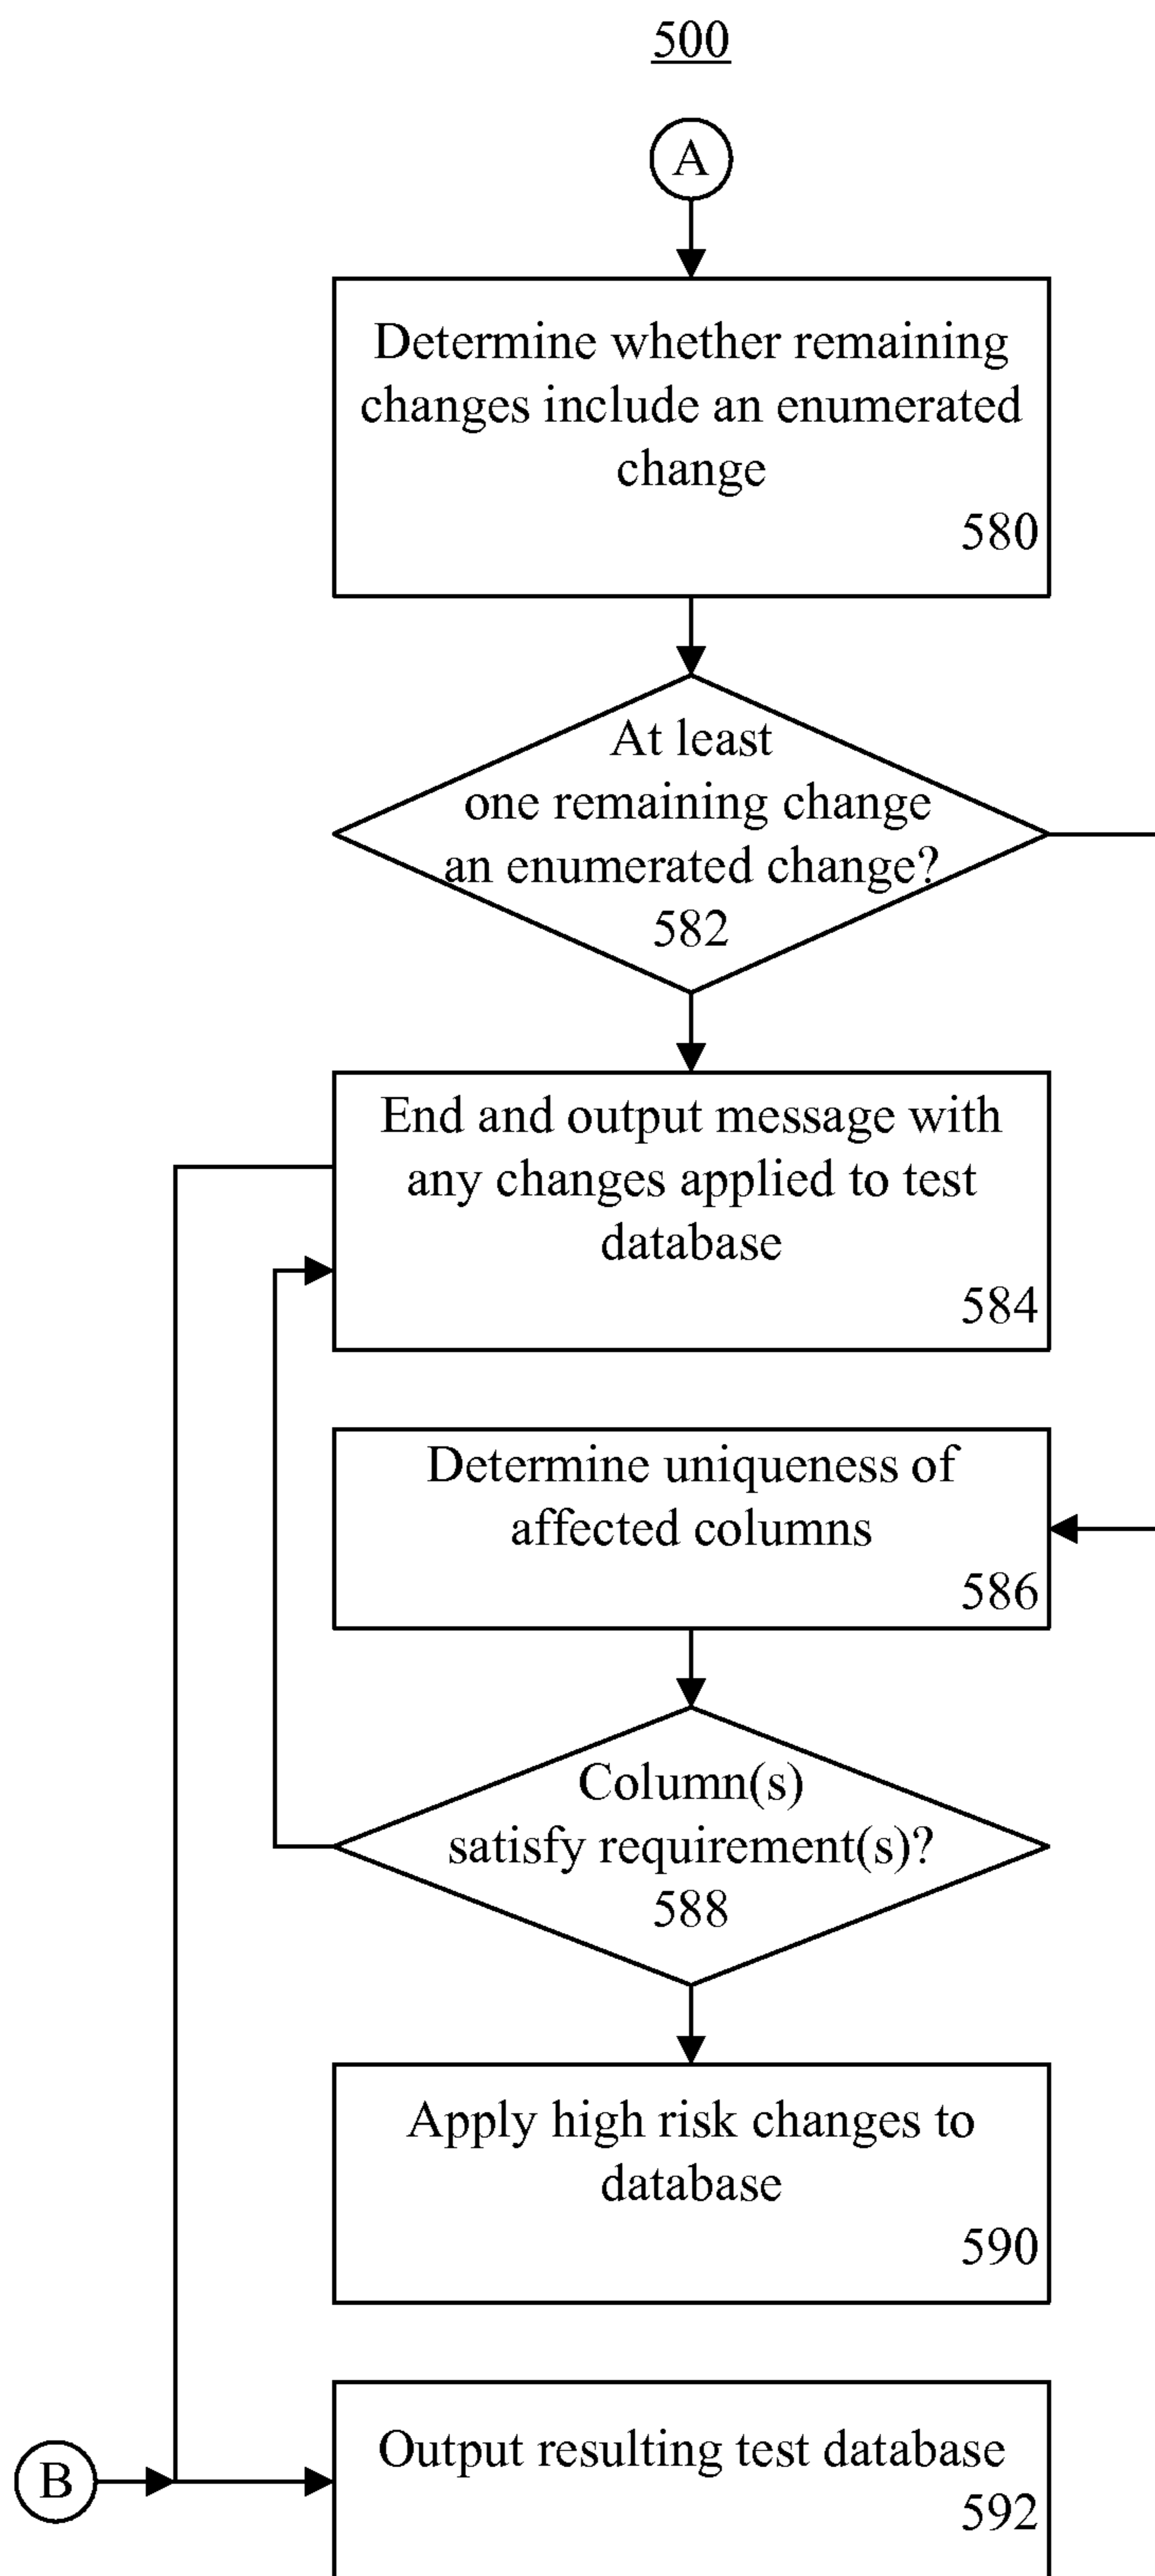 500
A
Determine whether remaining
changes include an enumerated
change
580
At least
one remaining change
an enumerated change?
582
End and output message with
any changes applied to test
database
584
Determine uniqueness of
affected columns
586
Column(s)
satisfy requirement(s)?
588
Apply high risk changes to
database
590
Output resulting test database
B
592